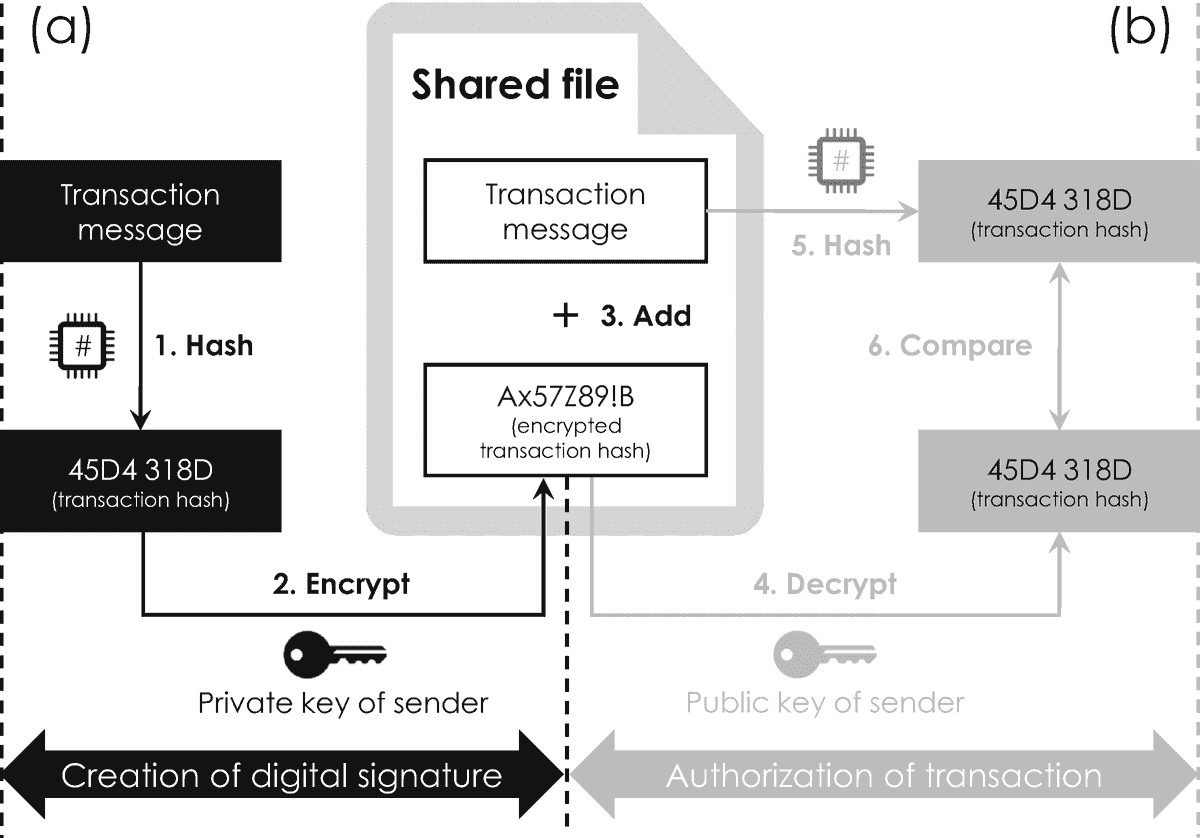 (a)
(b)
Shared file
Transaction
message
#
1. Hash
45D4 318D
(transaction hash)
2. Encrypt
Private key of sender
Creation of digital signature
Transaction
message
+ 3. Add
Ax57Z89!B
(encrypted
transaction hash)
#
5. Hash
45D4 318D
(transaction hash)
6. Compare
45D4 318D
(transaction hash)
4. Decrypt
Public key of sender
Authorization of transaction